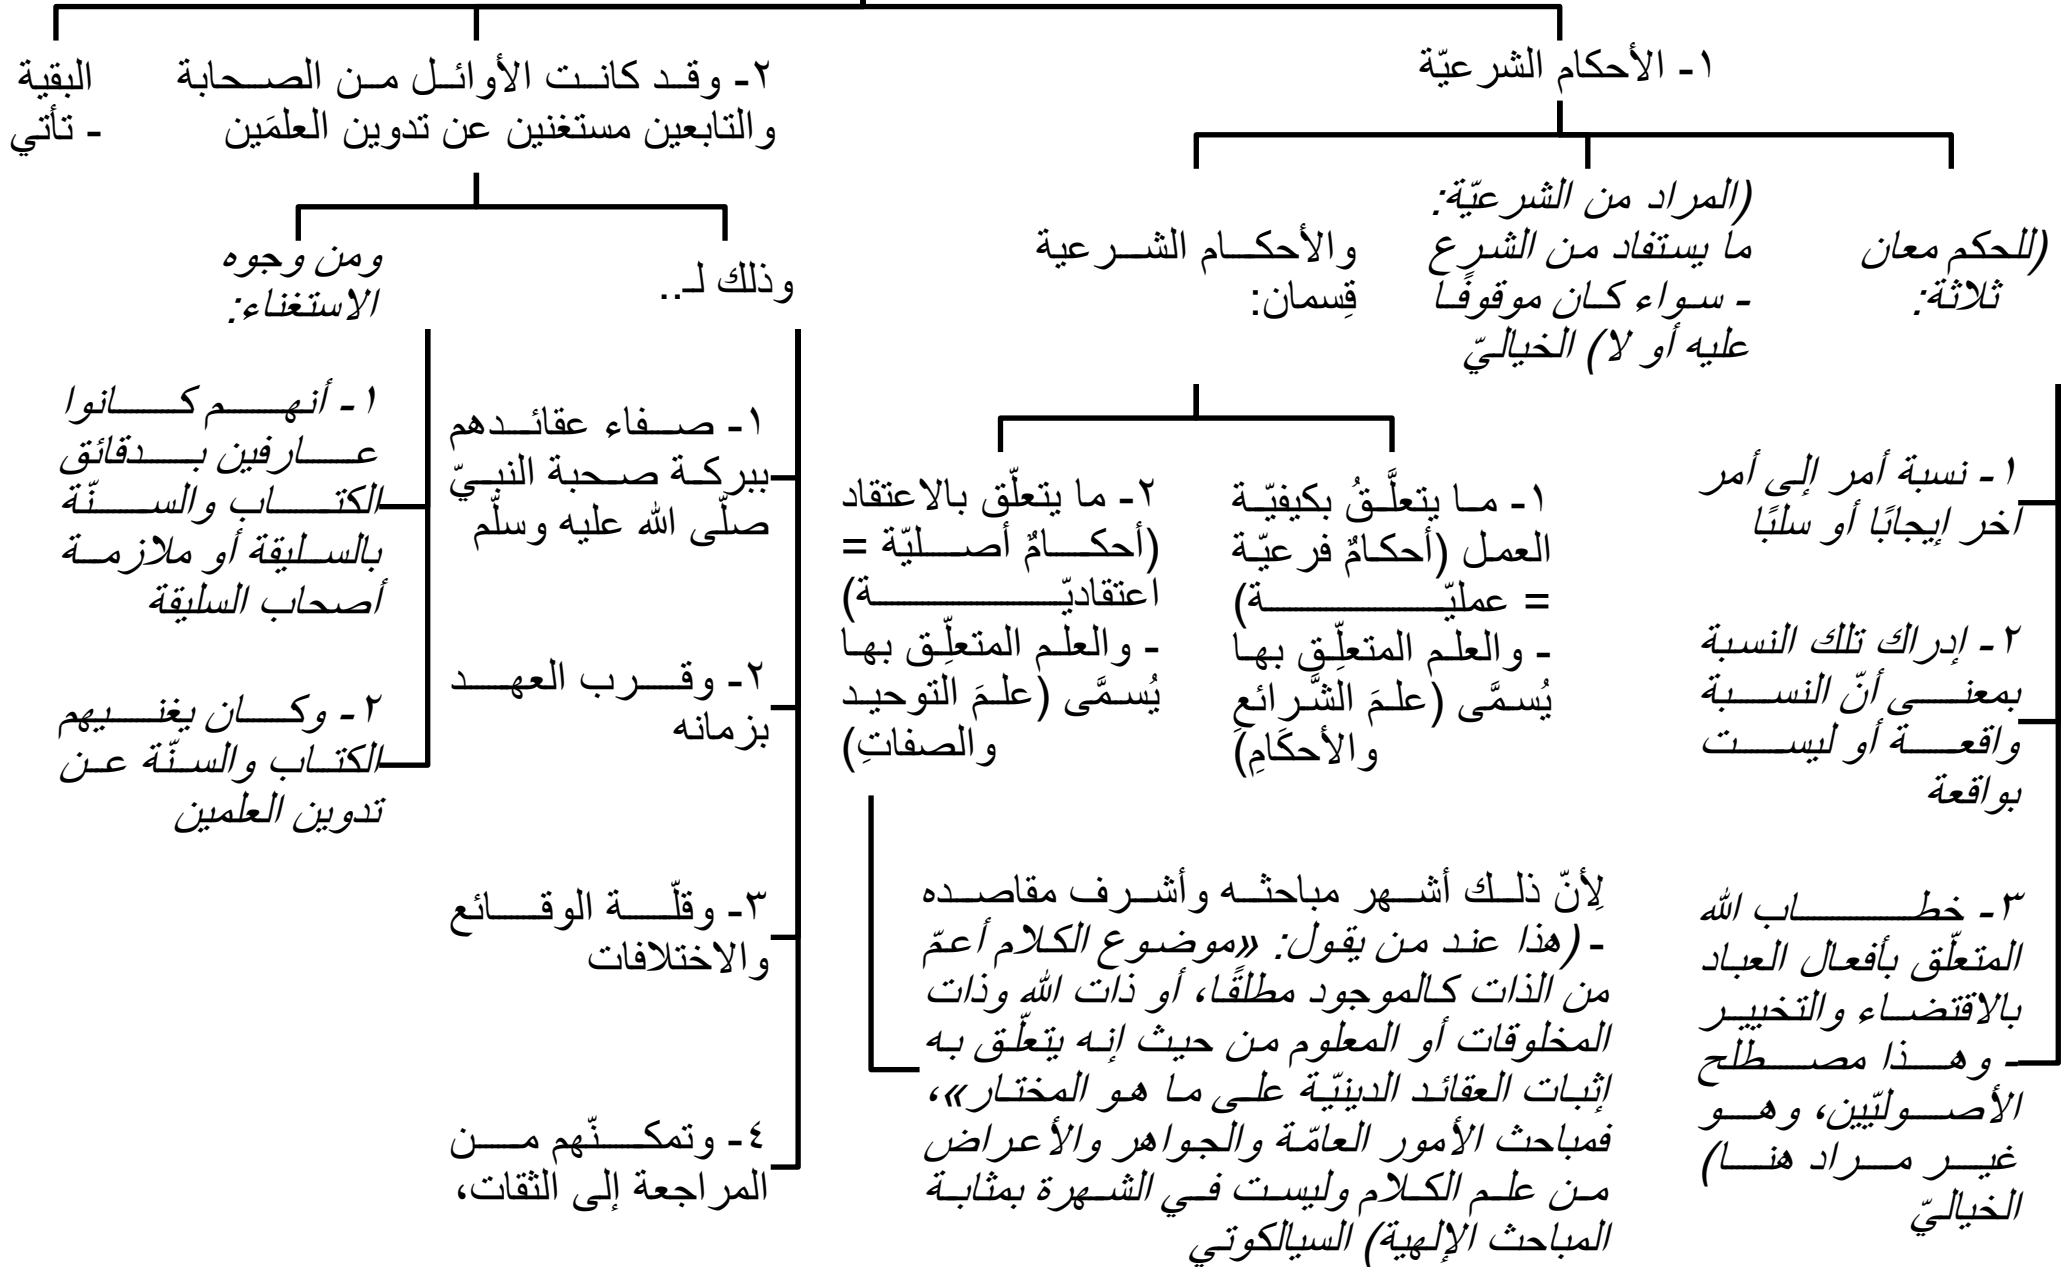 ١- الأحكام الشرعيّة
(للحكم معان
ثلاثة:
١- نسبة أمر إلى أمر
آخر إيجابًا أو سلبًا
٢- إدراك تلك النسبة
بمعنى أنّ النسبة
واقعة أو ليست
بواقعة
٣- خطاب الله
المتعلّق بأفعال العباد
بالاقتضاء والتخيير
- وهذا مصطلح
الأصوليّين، وهو
غير مراد هنا)
الخياليّ
(المراد من الشرعيّة:
ما يستفاد من الشرع
- سواء كان موقوفًا
عليه أو لا) الخياليّ
والأحكام الشرعية
قِسمان:
١- ما يتعلَّقُ بكيفيّة
العمل (أحكامٌ فرعيّة
= عمليّة)
- والعلم المتعلِّق بها
يُسمَّى (علمَ الشَّرائعِ
والأحكَامِ)
٢- ما يتعلّق بالاعتقاد
(أحكامٌ أصليّة =
اعتقاديّة)
- والعلم المتعلِّق بها
يُسمَّى (علمَ التوحيد
والصفاتِ)
لِأنّ ذلك أشهر مباحثه وأشرف مقاصده
- (هذا عند من يقول: «موضوع الكلام أعمّ
من الذات كالموجود مطلقًا، أو ذات الله وذات
المخلوقات أو المعلوم من حيث إنه يتعلّق به
إثبات العقائد الدينيّة على ما هو المختار»،
فمباحث الأمور العامّة والجواهر والأعراض
من علم الكلام وليست في الشهرة بمثابة
المباحث الإلهية) السيالكوتي
٢- وقد كانت الأوائل من الصحابة
والتابعين مستغنين عن تدوين العلمَين
وذلك لـ..
١- صفاء عقائدهم
ببركة صحبة النبيّ
صلّى الله عليه وسلّم
٢- وقرب العهد
بزمانه
٣- وقلّة الوقائع
والاختلافات
٤- وتمكنّهم من
المراجعة إلى الثقات،
ومن وجوه
الاستغناء:
١- أنهم كانوا
عارفين بدقائق
الكتاب والسنّة
بالسليقة أو ملازمة
أصحاب السليقة
٢- وكان يغنيهم
الكتاب والسنّة عن
تدوين العلمين
البقية
- تأتي